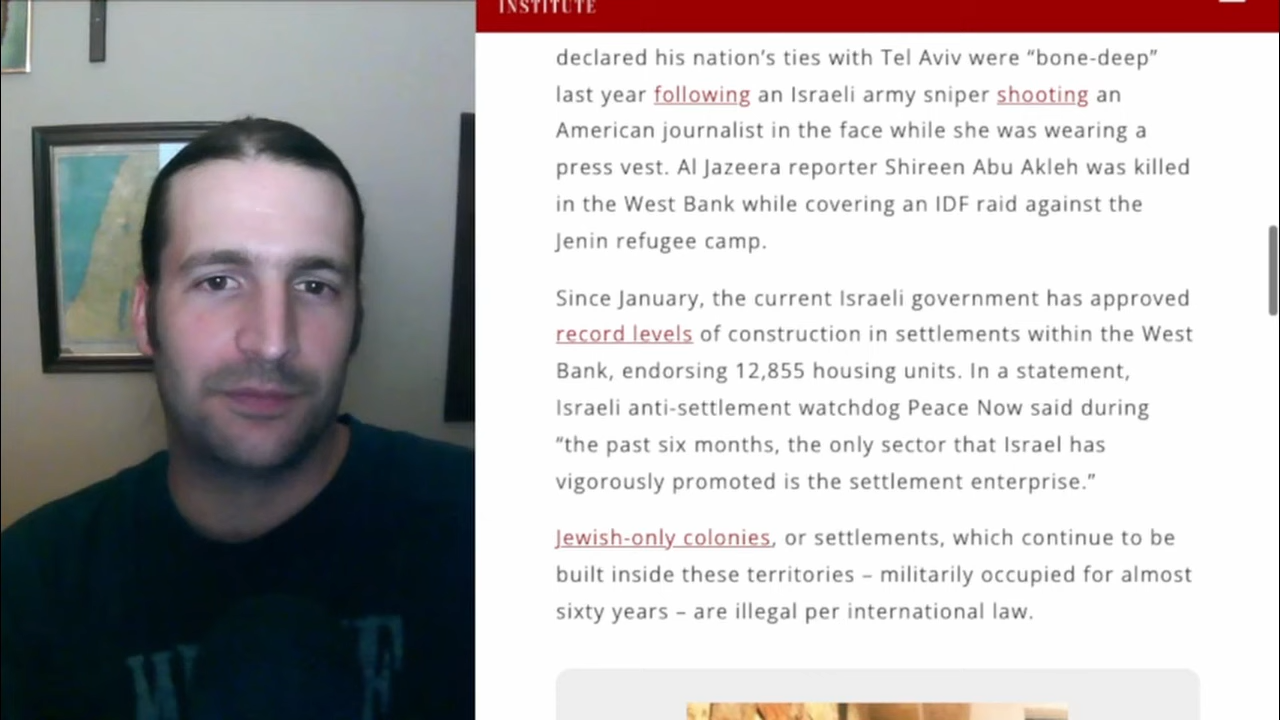 INSTITUTE
declared his nation’s ties with Tel Aviv were “bone-deep”
last year following an Israeli army sniper shooting an
American journalist in the face while she was wearing a
press vest. Al Jazeera reporter Shireen Abu Akleh was killed
in the West Bank while covering an IDF raid against the
Jenin refugee camp.
Since January, the current Israeli government has approved
record levels of construction in settlements within the West
Bank, endorsing 12,855 housing units. In a statement,
Israeli anti-settlement watchdog Peace Now said during
“the past six months, the only sector that Israel has
vigorously promoted is the settlement enterprise.”
Jewish-only colonies, or settlements, which continue to be
built inside these territories – militarily occupied for almost
sixty years – are illegal per international law.